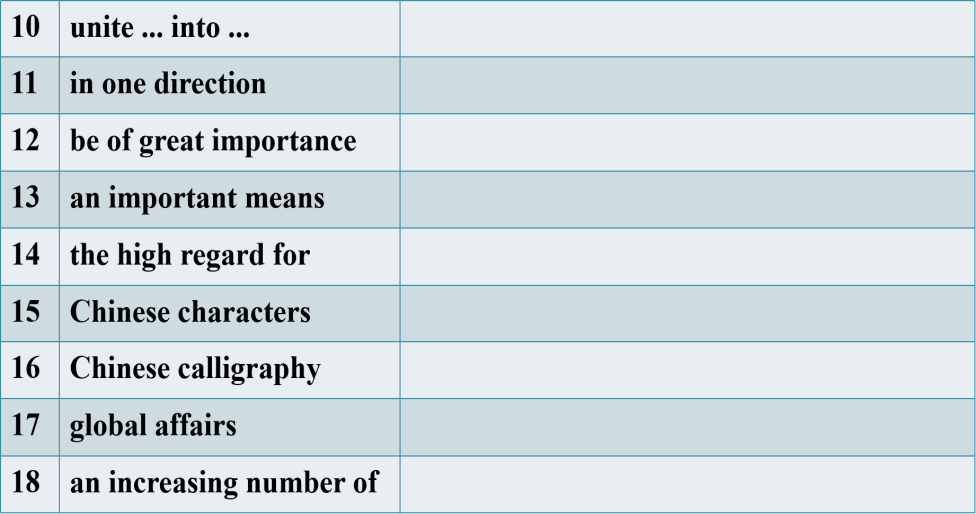 10 unite ... into ...
11 in one direction
12 be of great importance
13 an important means
14 the high regard for
15 Chinese characters
16 Chinese calligraphy
17 global affairs
18 an increasing number of